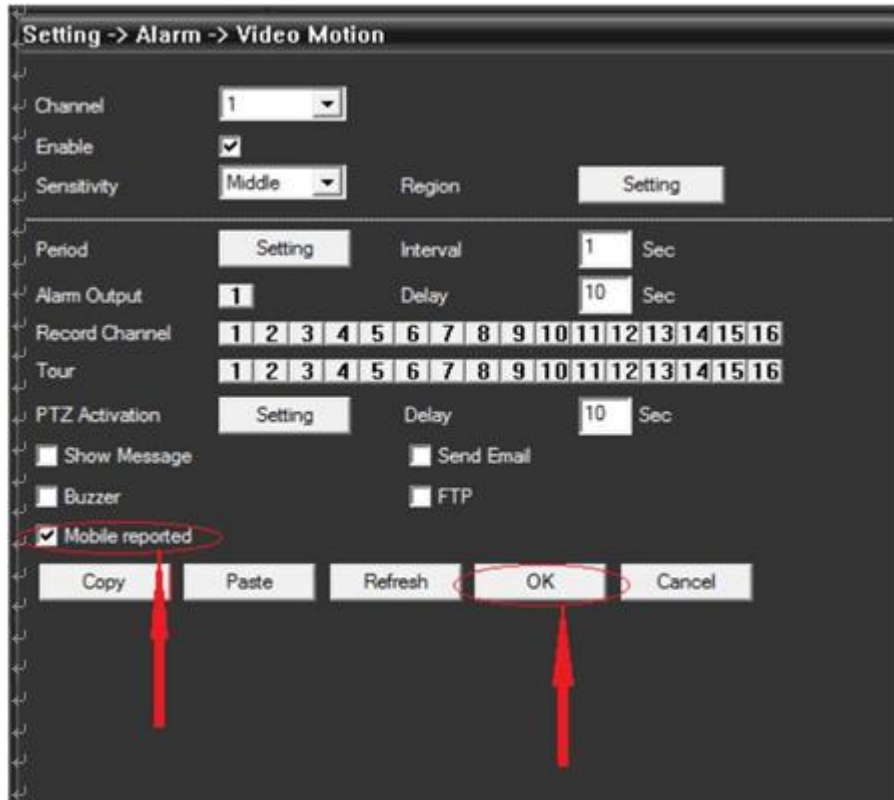 Setting -> Alarm -> Video Motion
Channel 1
Enable
Sensitivity Middle Region Setting
Period Setting Interval 1 Sec
Alarm Output 1 Delay 10 Sec
Record Channel 1 2 3 4 5 6 7 8 9 10 11 12 13 14 15 16
Tour 1 2 3 4 5 6 7 8 9 10 11 12 13 14 15 16
PTZ Activation Setting Delay 10 Sec
Show Message Send Email
Buzzer FTP
Mobile reported
Copy Paste Refresh OK Cancel